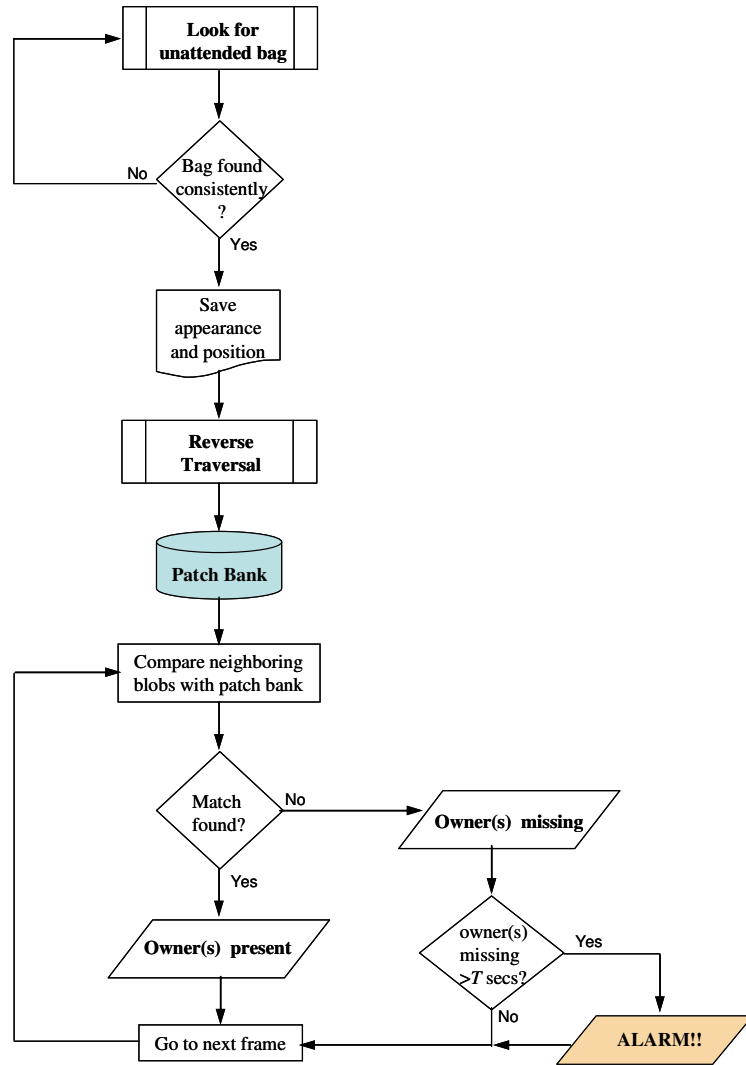 Look for
unattended bag
Bag found
consistently
?
No
Yes
Save
appearance
and position
Reverse
Traversal
Patch Bank
Compare neighboring
blobs with patch bank
Match
found?
No
Owner(s) missing
Yes
Owner(s) present
owner(s)
missing
>T secs?
Yes
No
Go to next frame
ALARM!!